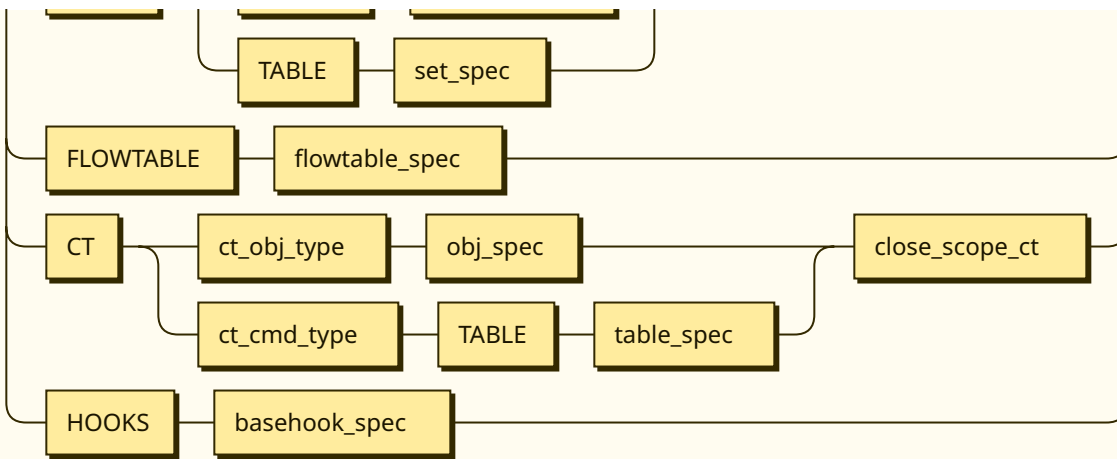 TABLE set_spec
FLOWTABLE flowtable_spec
CT ct_obj_type obj_spec close_scope_ct
ct_cmd_type TABLE table_spec
HOOKS basehook_spec